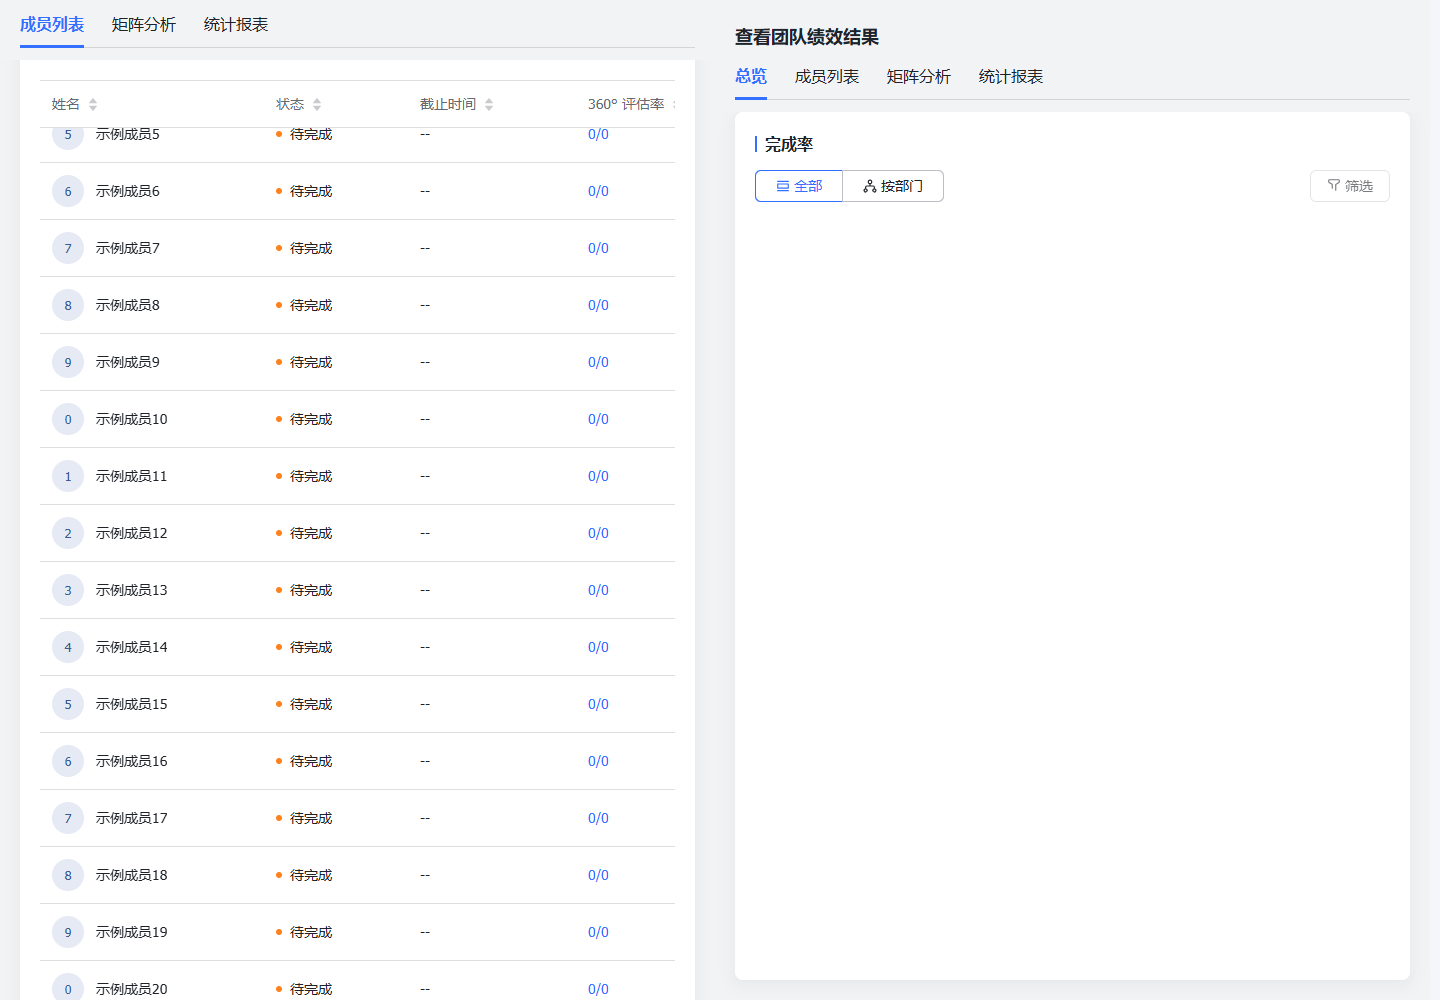 成员列表 矩阵分析 统计报表
姓名 状态 截止时间 360° 评估率
5 示例成员5 待完成 -- 0/0
6 示例成员6 待完成 -- 0/0
7 示例成员7 待完成 -- 0/0
8 示例成员8 待完成 -- 0/0
9 示例成员9 待完成 -- 0/0
0 示例成员10 待完成 -- 0/0
1 示例成员11 待完成 -- 0/0
2 示例成员12 待完成 -- 0/0
3 示例成员13 待完成 -- 0/0
4 示例成员14 待完成 -- 0/0
5 示例成员15 待完成 -- 0/0
6 示例成员16 待完成 -- 0/0
7 示例成员17 待完成 -- 0/0
8 示例成员18 待完成 -- 0/0
9 示例成员19 待完成 -- 0/0
0 示例成员20 待完成 -- 0/0
查看团队绩效结果
总览 成员列表 矩阵分析 统计报表
完成率
全部 按部门 筛选